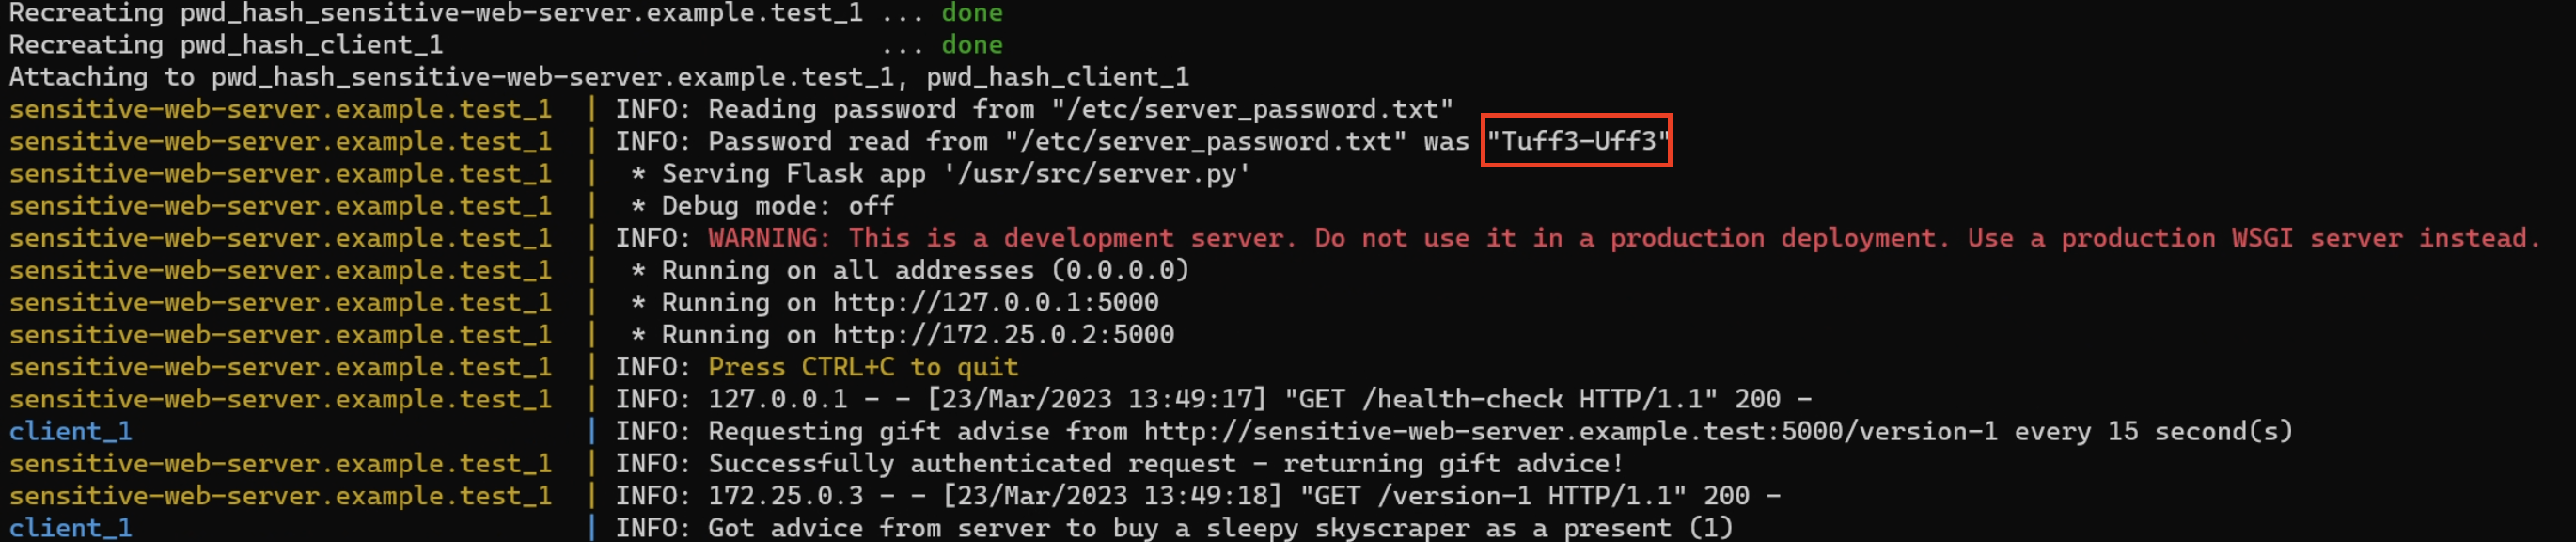 Recreating pwd_hash_sensitive-web-server.example.test_1 ... done
Recreating pwd_hash_client_1                            ... done
Attaching to pwd_hash_sensitive-web-server.example.test_1, pwd_hash_client_1
sensitive-web-server.example.test_1  | INFO: Reading password from "/etc/server_password.txt"
sensitive-web-server.example.test_1  | INFO: Password read from "/etc/server_password.txt" was "Tuff3-Uff3"
sensitive-web-server.example.test_1  |  * Serving Flask app '/usr/src/server.py'
sensitive-web-server.example.test_1  |  * Debug mode: off
sensitive-web-server.example.test_1  | INFO: WARNING: This is a development server. Do not use it in a production deployment. Use a production WSGI server instead.
sensitive-web-server.example.test_1  |  * Running on all addresses (0.0.0.0)
sensitive-web-server.example.test_1  |  * Running on http://127.0.0.1:5000
sensitive-web-server.example.test_1  |  * Running on http://172.25.0.2:5000
sensitive-web-server.example.test_1  | INFO: Press CTRL+C to quit
sensitive-web-server.example.test_1  | INFO: 127.0.0.1 - - [23/Mar/2023 13:49:17] "GET /health-check HTTP/1.1" 200 -
client_1                             | INFO: Requesting gift advise from http://sensitive-web-server.example.test:5000/version-1 every 15 second(s)
sensitive-web-server.example.test_1  | INFO: Successfully authenticated request - returning gift advice!
sensitive-web-server.example.test_1  | INFO: 172.25.0.3 - - [23/Mar/2023 13:49:18] "GET /version-1 HTTP/1.1" 200 -
client_1                             | INFO: Got advice from server to buy a sleepy skyscraper as a present (1)